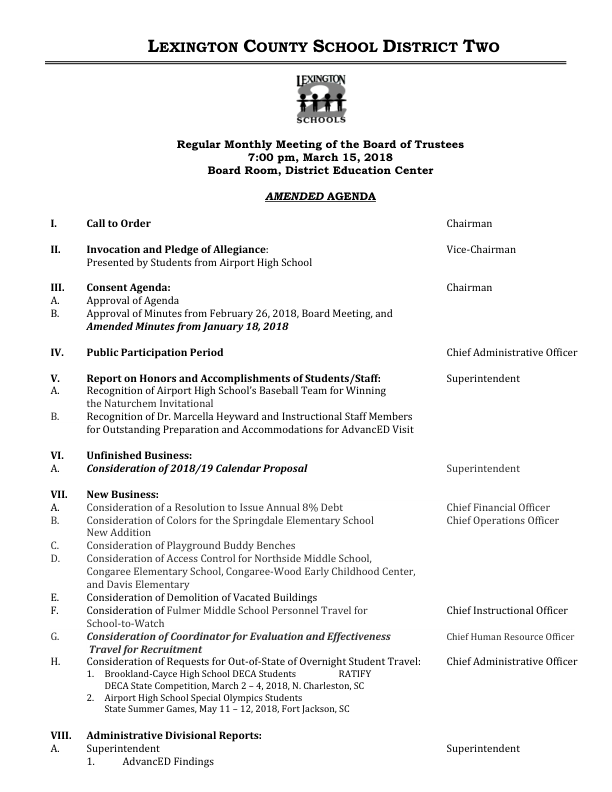 LEXINGTON COUNTY SCHOOL DISTRICT TWO
LEXINGTON
2
SCHOOLS
Regular Monthly Meeting of the Board of Trustees
7:00 pm, March 15, 2018
Board Room, District Education Center
AMENDED AGENDA
I. Call to Order Chairman
II. Invocation and Pledge of Allegiance: Vice-Chairman
Presented by Students from Airport High School
III. Consent Agenda: Chairman
A. Approval of Agenda
B. Approval of Minutes from February 26, 2018, Board Meeting, and
Amended Minutes from January 18, 2018
IV. Public Participation Period Chief Administrative Officer
V. Report on Honors and Accomplishments of Students/Staff: Superintendent
A. Recognition of Airport High School's Baseball Team for Winning
the Naturchem Invitational
B. Recognition of Dr. Marcella Heyward and Instructional Staff Members
for Outstanding Preparation and Accommodations for AdvancED Visit
VI. Unfinished Business:
A. Consideration of 2018/19 Calendar Proposal Superintendent
VII. New Business:
A. Consideration of a Resolution to Issue Annual 8% Debt Chief Financial Officer
B. Consideration of Colors for the Springdale Elementary School Chief Operations Officer
New Addition
C. Consideration of Playground Buddy Benches
D. Consideration of Access Control for Northside Middle School,
Congaree Elementary School, Congaree-Wood Early Childhood Center,
and Davis Elementary
E. Consideration of Demolition of Vacated Buildings
F. Consideration of Fulmer Middle School Personnel Travel for Chief Instructional Officer
School-to-Watch
G. Consideration of Coordinator for Evaluation and Effectiveness Chief Human Resource Officer
Travel for Recruitment
H. Consideration of Requests for Out-of-State of Overnight Student Travel: Chief Administrative Officer
1. Brookland-Cayce High School DECA Students RATIFY
DECA State Competition, March 2 – 4, 2018, N. Charleston, SC
2. Airport High School Special Olympics Students
State Summer Games, May 11 – 12, 2018, Fort Jackson, SC
VIII. Administrative Divisional Reports:
A. Superintendent Superintendent
1. AdvancED Findings